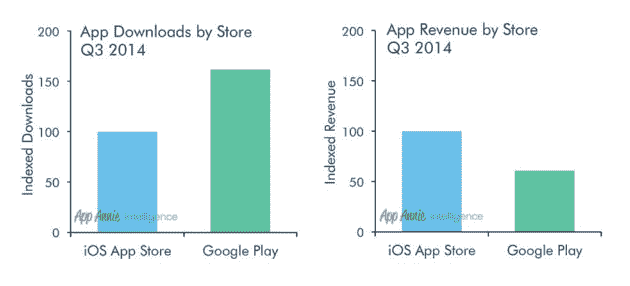 App Downloads by Store
Q3 2014
200
150
100
50
0
Indexed Downloads
App Annie Intelligence
iOS App Store
Google Play
App Revenue by Store
Q3 2014
200
150
100
50
0
Indexed Revenue
App Annie Intelligence
iOS App Store
Google Play